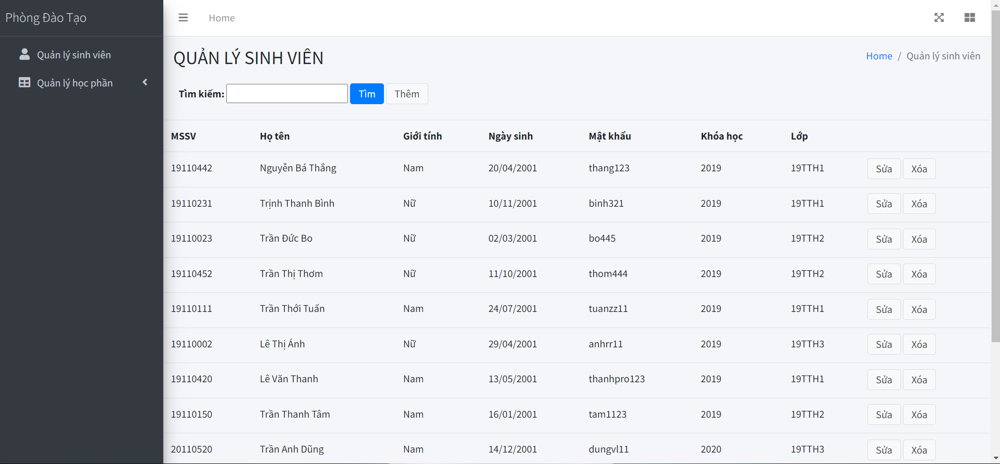 Phòng Đào Tạo
Home
Quản lý sinh viên
Quản lý học phần
QUẢN LÝ SINH VIÊN
Home / Quản lý sinh viên
Tìm kiếm: Tìm Thêm
MSSV Họ tên Giới tính Ngày sinh Mật khẩu Khóa học Lớp
19110442 Nguyễn Bá Thắng Nam 20/04/2001 thang123 2019 19TTH1 Sửa Xóa
19110231 Trịnh Thanh Bình Nữ 10/11/2001 binh321 2019 19TTH1 Sửa Xóa
19110023 Trần Đức Bo Nữ 02/03/2001 bo445 2019 19TTH2 Sửa Xóa
19110452 Trần Thị Thơm Nữ 11/10/2001 thom444 2019 19TTH2 Sửa Xóa
19110111 Trần Thới Tuấn Nam 24/07/2001 tuanzz11 2019 19TTH1 Sửa Xóa
19110002 Lê Thị Ánh Nữ 29/04/2001 anhrr11 2019 19TTH3 Sửa Xóa
19110420 Lê Văn Thanh Nam 13/05/2001 thanhpro123 2019 19TTH1 Sửa Xóa
19110150 Trần Thanh Tâm Nam 16/01/2001 tam1123 2019 19TTH2 Sửa Xóa
20110520 Trần Anh Dũng Nam 14/12/2001 dungvl11 2020 19TTH3 Sửa Xóa